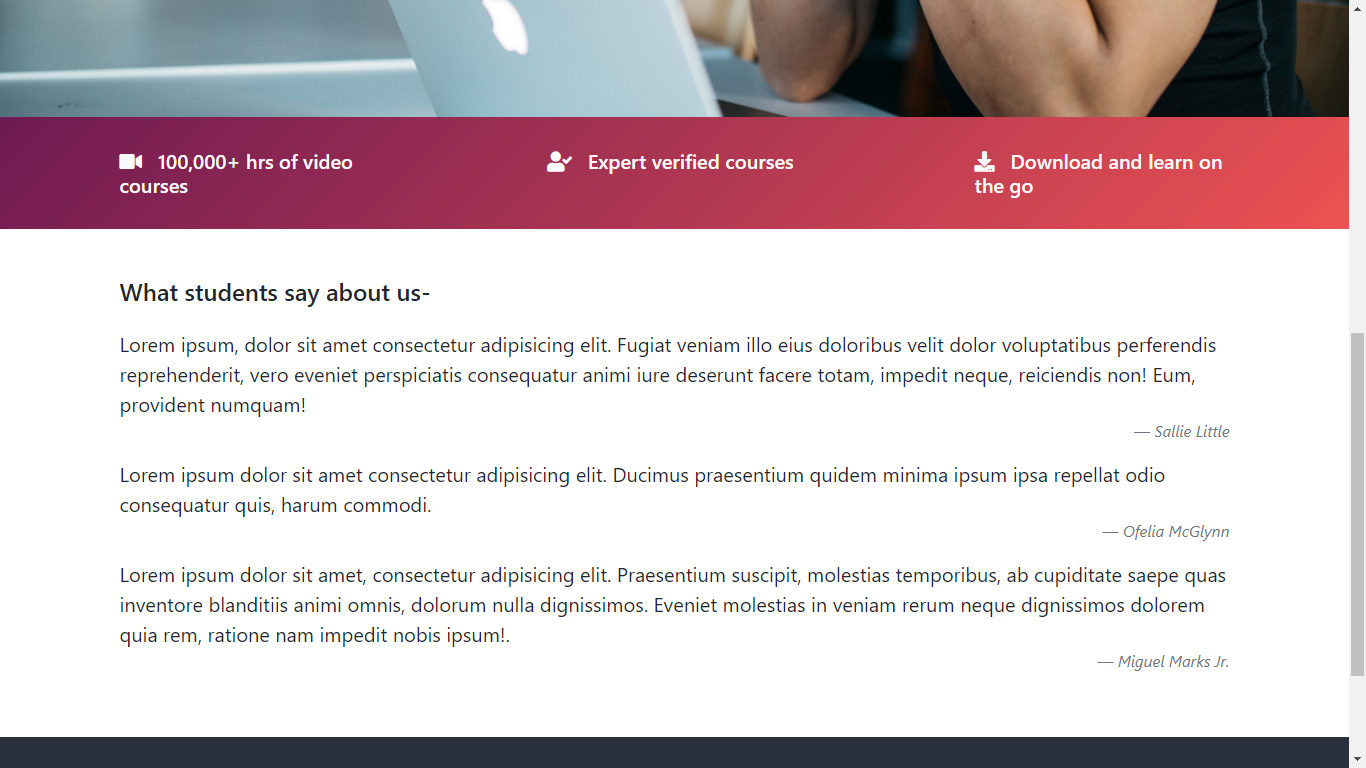 100,000+ hrs of video
courses
Expert verified courses
Download and learn on
the go
What students say about us-
Lorem ipsum, dolor sit amet consectetur adipisicing elit. Fugiat veniam illo eius doloribus velit dolor voluptatibus perferendis
reprehenderit, vero eveniet perspiciatis consequatur animi iure deserunt facere totam, impedit neque, reiciendis non! Eum,
provident numquam!
— Sallie Little
Lorem ipsum dolor sit amet consectetur adipisicing elit. Ducimus praesentium quidem minima ipsum ipsa repellat odio
consequatur quis, harum commodi.
— Ofelia McGlynn
Lorem ipsum dolor sit amet, consectetur adipisicing elit. Praesentium suscipit, molestias temporibus, ab cupiditate saepe quas
inventore blanditiis animi omnis, dolorum nulla dignissimos. Eveniet molestias in veniam rerum neque dignissimos dolorem
quia rem, ratione nam impedit nobis ipsum!.
— Miguel Marks Jr.